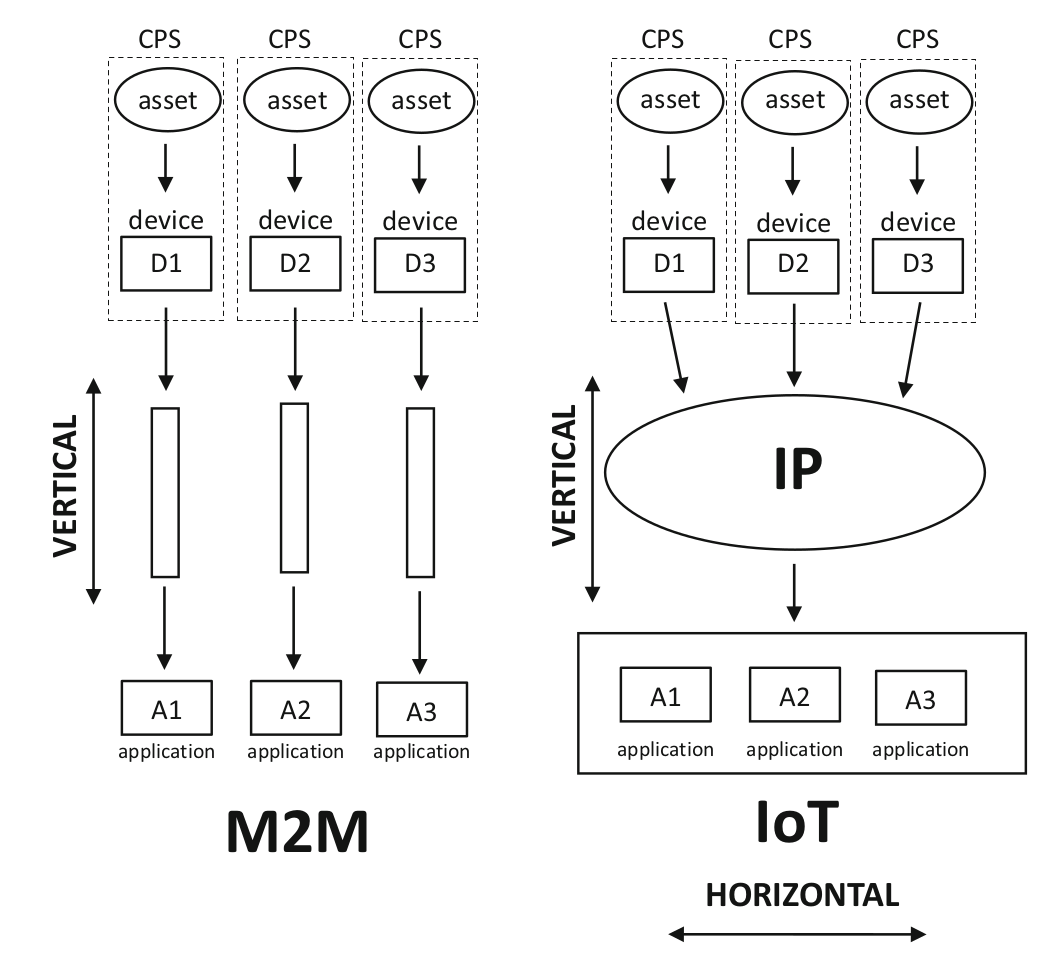 CPS CPS CPS
asset asset asset
device device device
D1 D2 D3
VERTICAL
A1 A2 A3
application application application
M2M
CPS CPS CPS
asset asset asset
device device device
D1 D2 D3
VERTICAL
IP
A1 A2 A3
application application application
IoT
HORIZONTAL